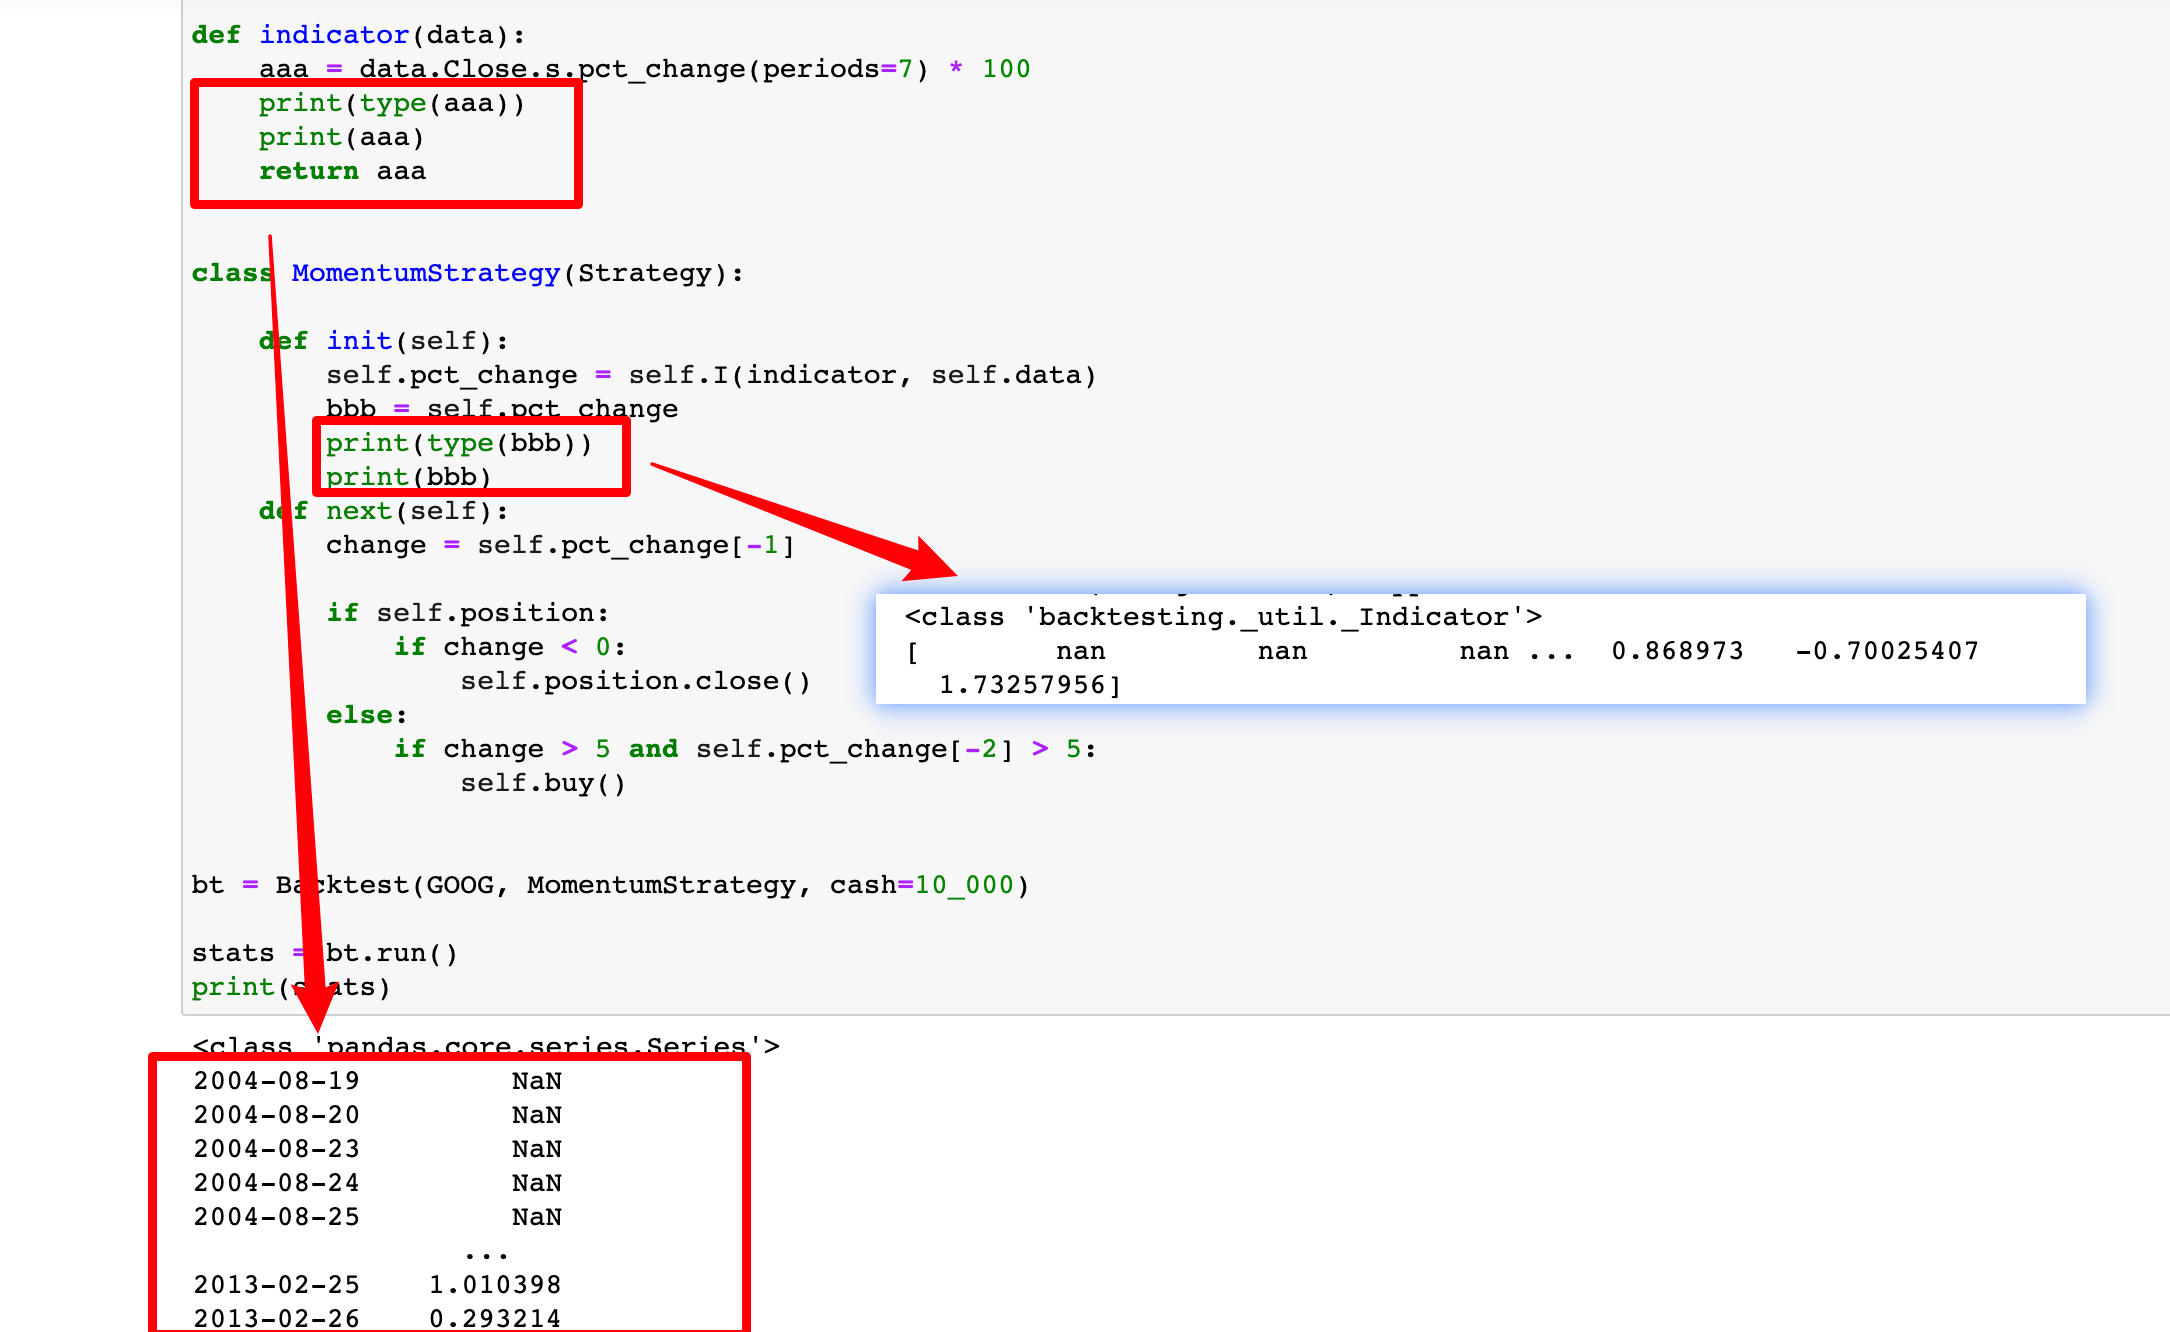 def indicator(data):
    aaa = data.Close.s.pct_change(periods=7) * 100
    print(type(aaa))
    print(aaa)
    return aaa
class MomentumStrategy(Strategy):
    def init(self):
        self.pct_change = self.I(indicator, self.data)
        bbb = self.pct_change
        print(type(bbb))
        print(bbb)
    def next(self):
        change = self.pct_change[-1]
        if self.position:
            if change < 0:
                self.position.close()
        else:
            if change > 5 and self.pct_change[-2] > 5:
                self.buy()
<class 'backtesting._util._Indicator'>
[        nan         nan         nan ...  0.868973   -0.70025407
  1.73257956]
bt = Backtest(GOOG, MomentumStrategy, cash=10_000)
stats = bt.run()
print(stats)
<class 'pandas.core.series.Series'>
2004-08-19         NaN
2004-08-20         NaN
2004-08-23         NaN
2004-08-24         NaN
2004-08-25         NaN
                ...
2013-02-25    1.010398
2013-02-26    0.293214